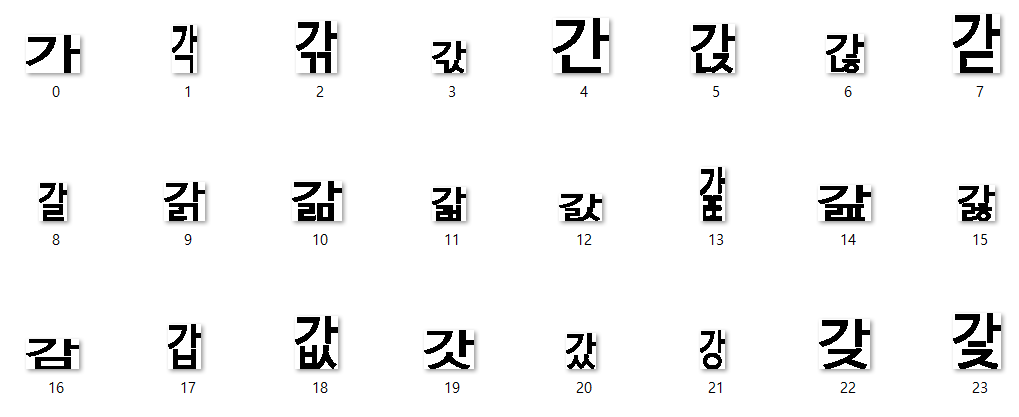 가 각 갂 갃 간 갅 갆 갇
0 1 2 3 4 5 6 7
갈 갉 갊 갋 갌 갍 갎 갏
8 9 10 11 12 13 14 15
감 갑 값 갓 갔 강 갖 갗
16 17 18 19 20 21 22 23